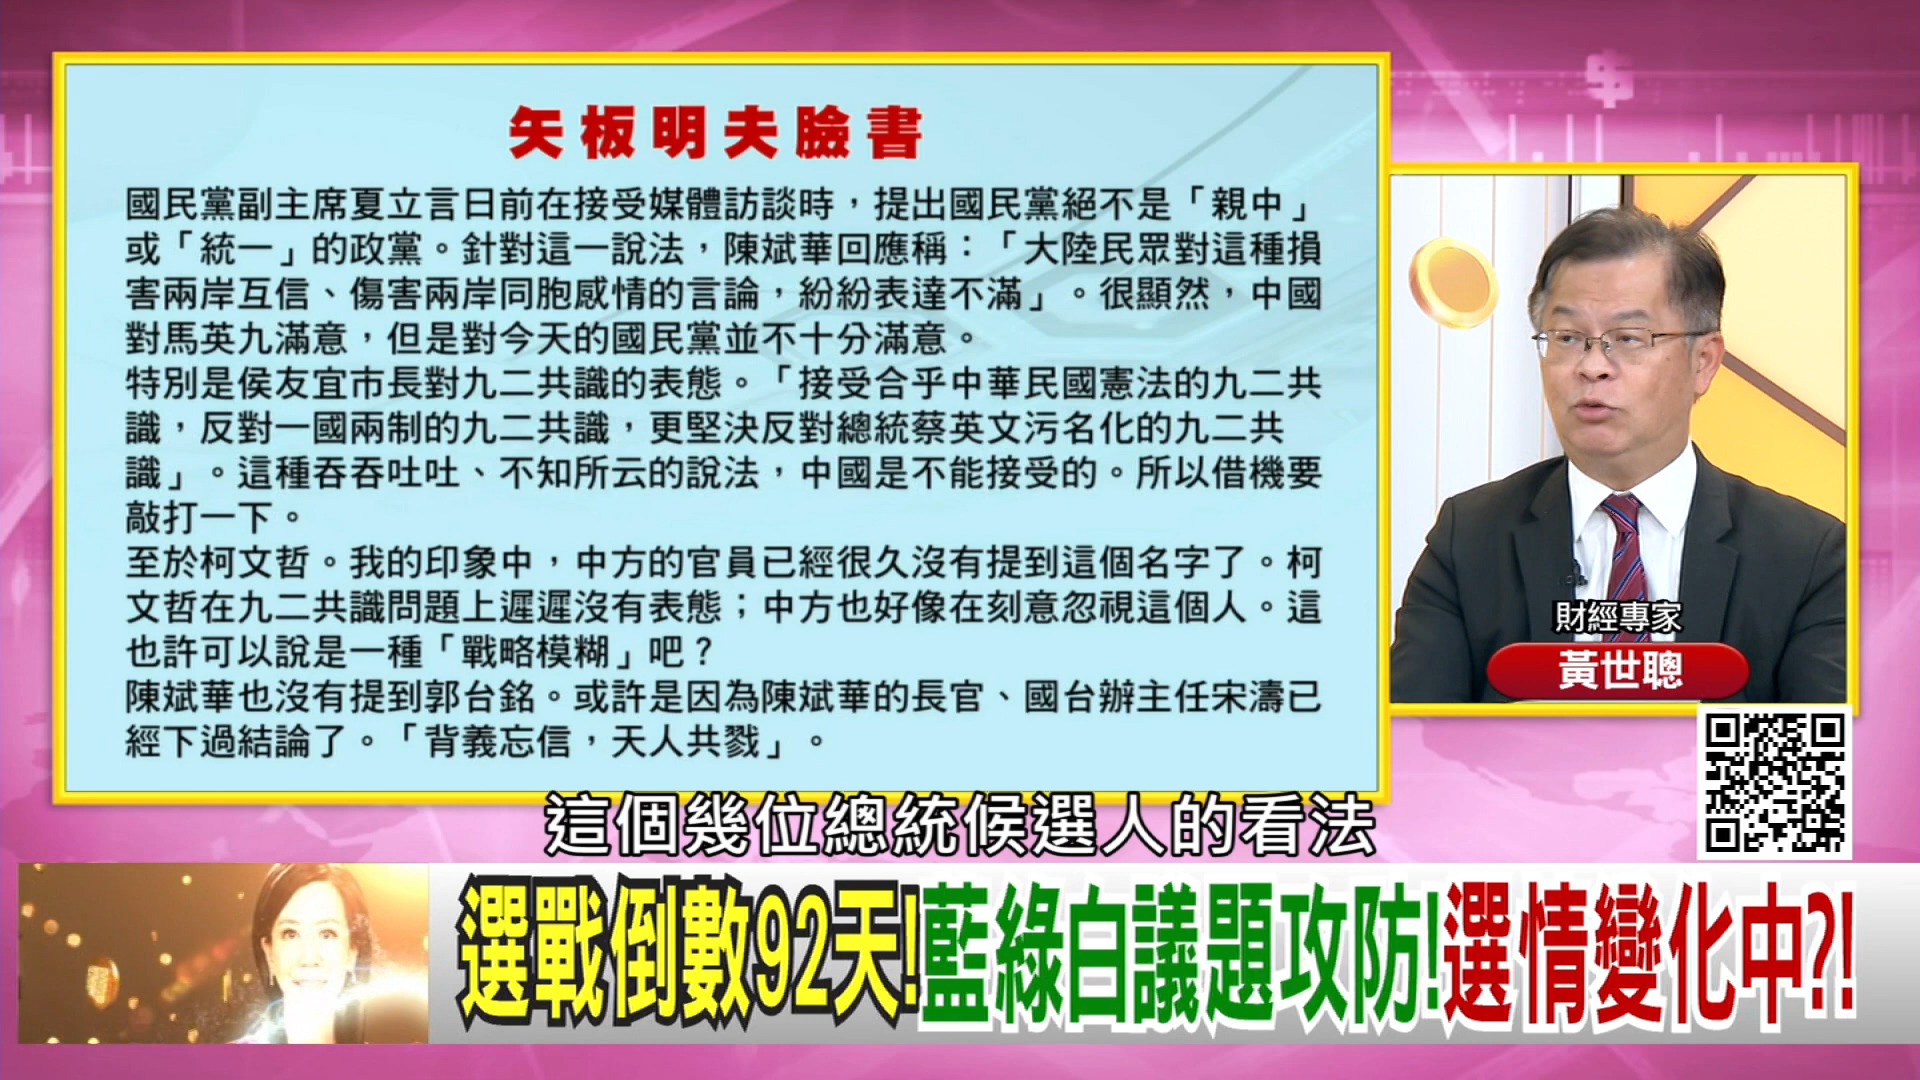 矢板明夫臉書
國民黨副主席夏立言日前在接受媒體訪談時，提出國民黨絕不是「親中」
或「統一」的政黨。針對這一說法，陳斌華回應稱：「大陸民眾對這種損
害兩岸互信、傷害兩岸同胞感情的言論，紛紛表達不滿」。很顯然，中國
對馬英九滿意，但是對今天的國民黨並不十分滿意。
特別是侯友宜市長對九二共識的表態。「接受合乎中華民國憲法的九二共
識，反對一國兩制的九二共識，更堅決反對總統蔡英文污名化的九二共
識」。這種吞吞吐吐、不知所云的說法，中國是不能接受的。所以借機要
敲打一下。
至於柯文哲。我的印象中，中方的官員已經很久沒有提到這個名字了。柯
文哲在九二共識問題上遲遲沒有表態；中方也好像在刻意忽視這個人。這
也許可以說是一種「戰略模糊」吧？
陳斌華也沒有提到郭台銘。或許是因為陳斌華的長官、國台辦主任宋濤已
經下過結論了。「背義忘信，天人共戮」。
財經專家
黃世聰
這個幾位總統候選人的看法
選戰倒數92天!藍綠白議題攻防!選情變化中?!